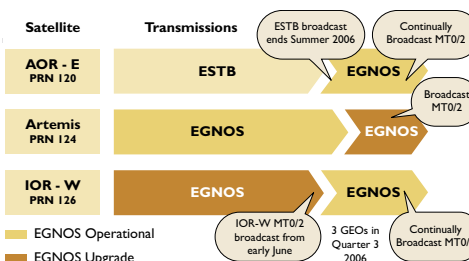 Satellite
Transmissions
ESTB broadcast
ends Summer 2006
Continually
Broadcast MT0/2
AOR - E
PRN 120
ESTB
EGNOS
Broadcast
MT0/2
Artemis
PRN 124
EGNOS
EGNOS
IOR - W
PRN 126
EGNOS
EGNOS
IOR-W MT0/2
broadcast from
early June
3 GEOs in
Quarter 3
2006
Continually
Broadcast MT0/
EGNOS Operational
EGNOS Upgrade